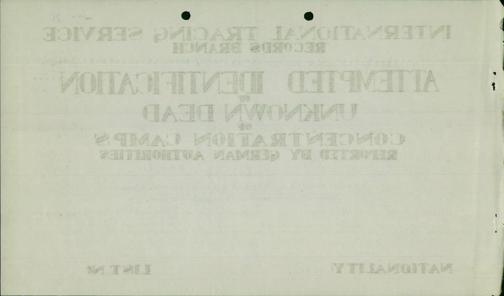 INTERNATIONAL TRACING SERVICE
RECORDS BRANCH
ATTEMPTED IDENTIFICATION
OF
UNKNOWN DEAD
OF
CONCENTRATION CAMPS
REPORTED BY GERMAN AUTHORITIES
NATIONALITY LIST Nº